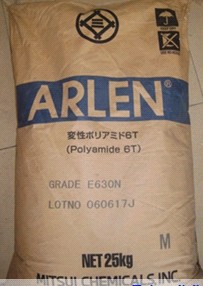 ARLEN®
変性ポリアミド6T
(Polyamide 6T)
GRADE E630N
LOTNO 060617J
M
NET 25kg
MITSUI CHEMICALS, INC.